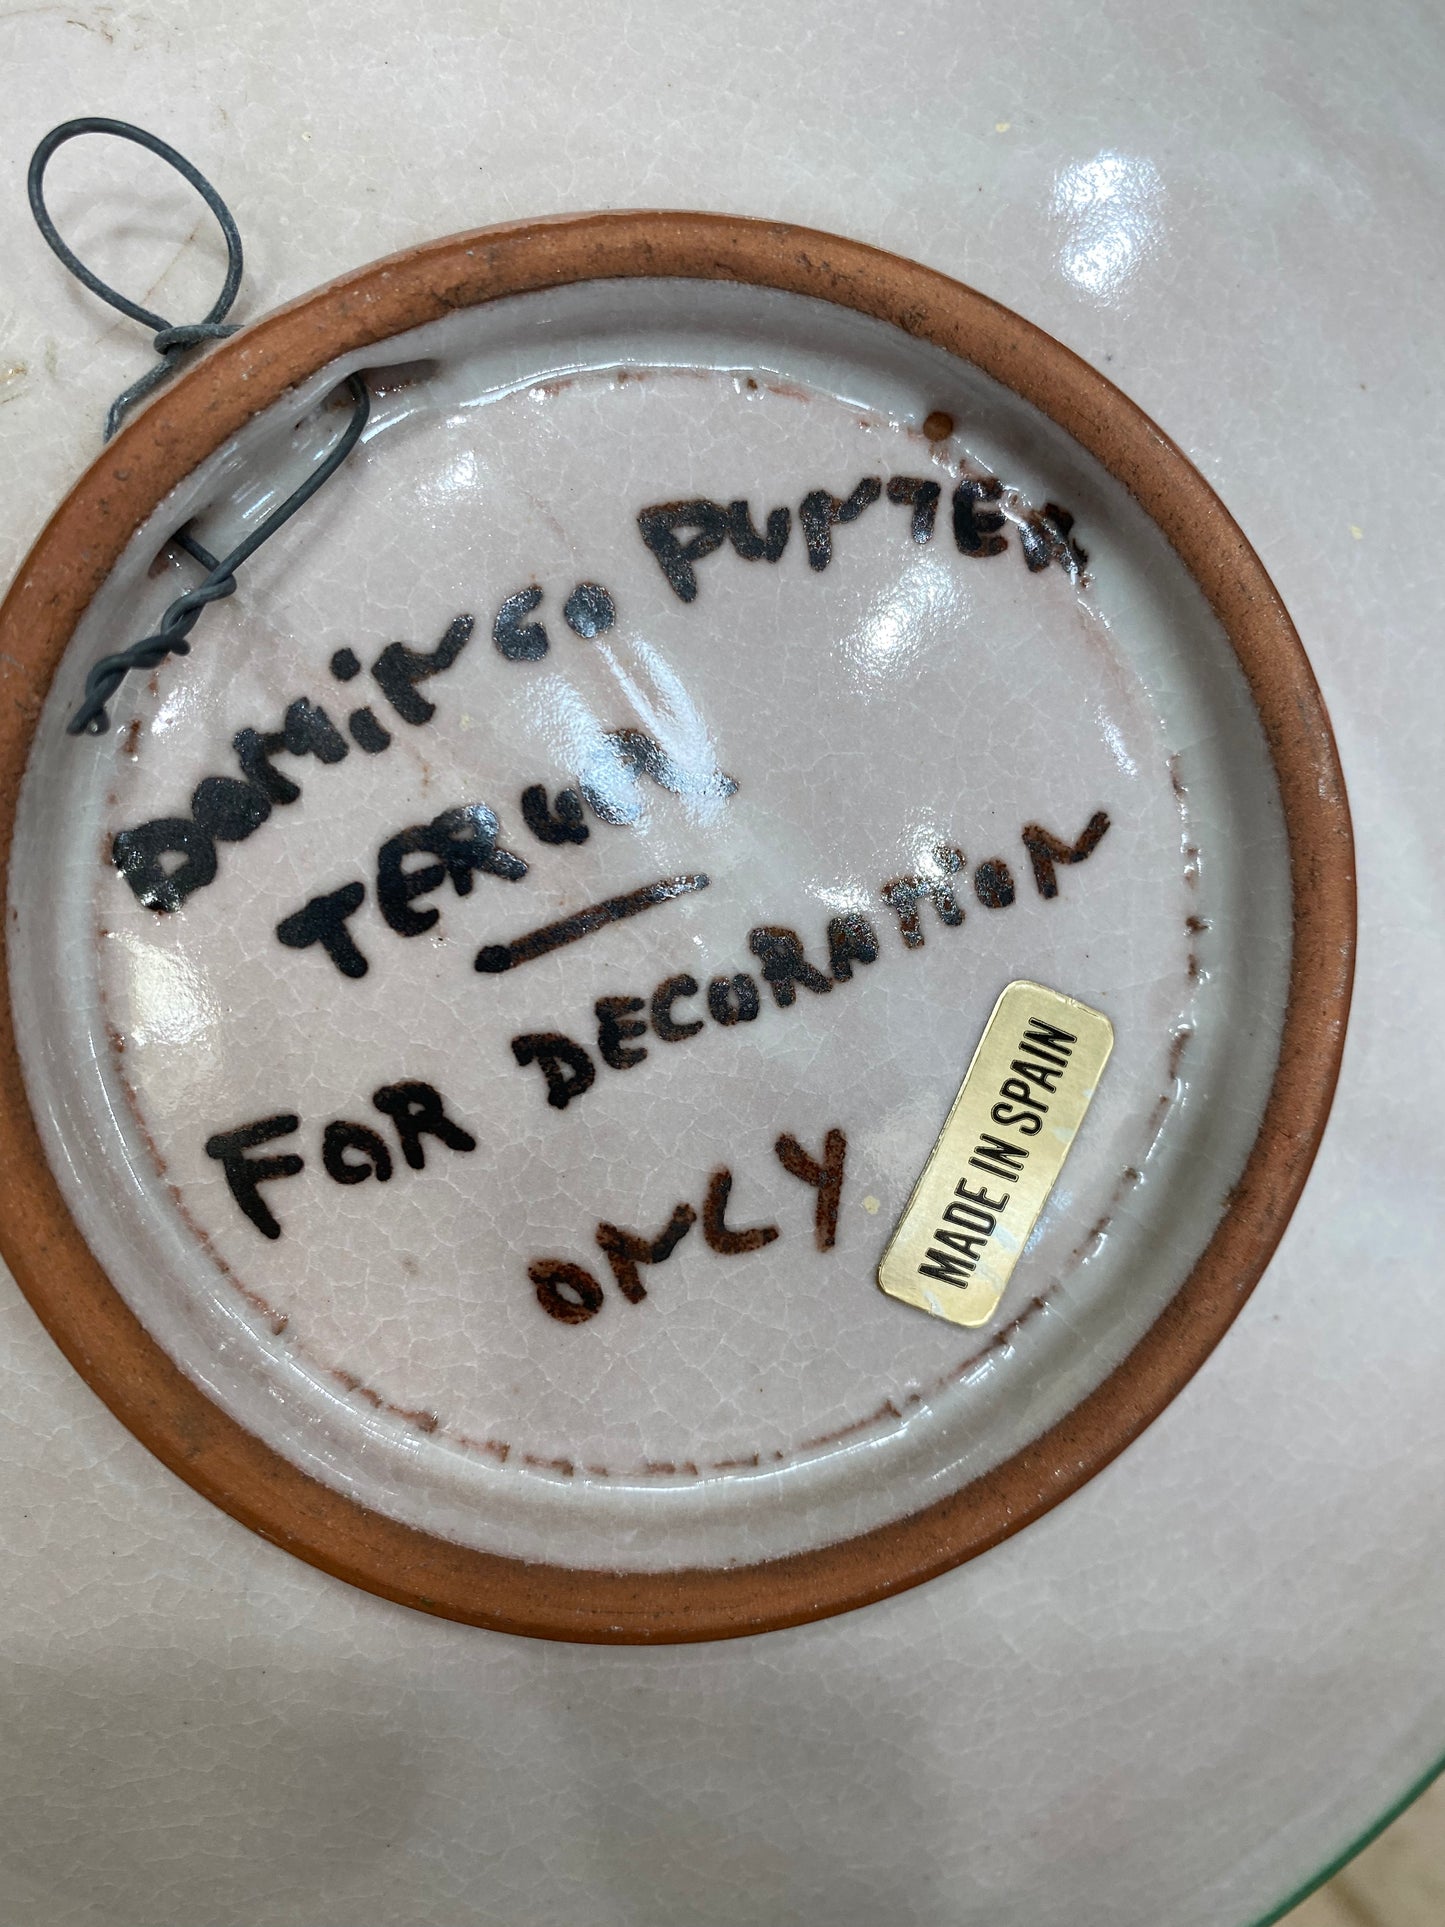 DOMiNGO PUNTER
TERUEL
FOR DECORATION
ONLY
MADE IN SPAIN